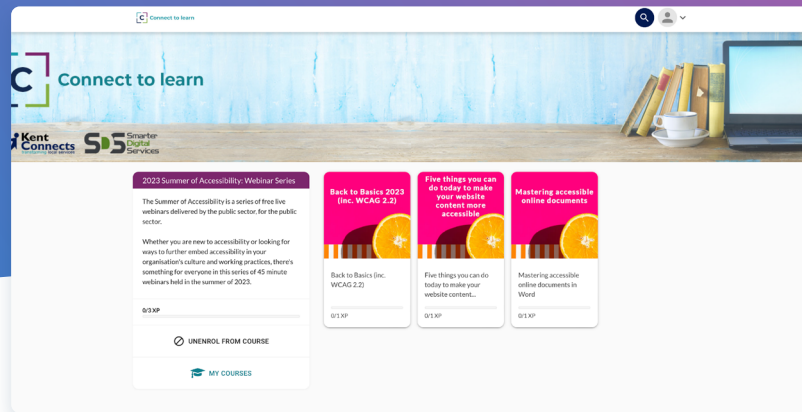 [C] Connect to learn
C Connect to learn
Kent
Connects
SDS Smarter
Digital
Services
2023 Summer of Accessibility: Webinar Series
The Summer of Accessibility is a series of free live
webinars delivered by the public sector, for the public
sector.
Whether you are new to accessibility or looking for
ways to further embed accessibility in your
organisation's culture and working practices, there's
something for everyone in this series of 45 minute
webinars held in the summer of 2023.
0/3 XP
UNENROL FROM COURSE
MY COURSES
Back to Basics 2023
(inc. WCAG 2.2)
Back to Basics (inc.
WCAG 2.2)
0/1 XP
Five things you can
do today to make
your website
content more
accessible
Five things you can do
today to make your
website content...
0/1 XP
Mastering accessible
online documents
Mastering accessible
online documents in
Word
0/1 XP